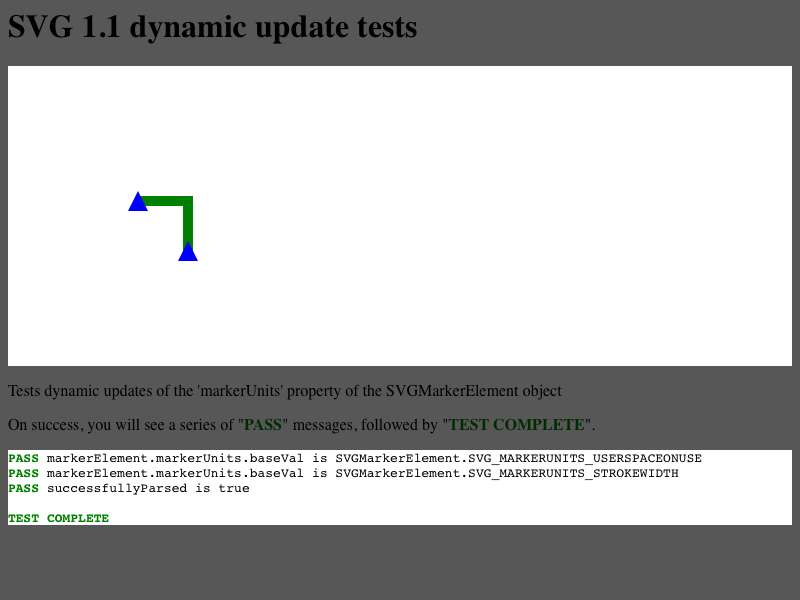 SVG 1.1 dynamic update tests
Tests dynamic updates of the 'markerUnits' property of the SVGMarkerElement object
On success, you will see a series of "PASS" messages, followed by "TEST COMPLETE".
PASS markerElement.markerUnits.baseVal is SVGMarkerElement.SVG_MARKERUNITS_USERSPACEONUSE
PASS markerElement.markerUnits.baseVal is SVGMarkerElement.SVG_MARKERUNITS_STROKEWIDTH
PASS successfullyParsed is true
TEST COMPLETE